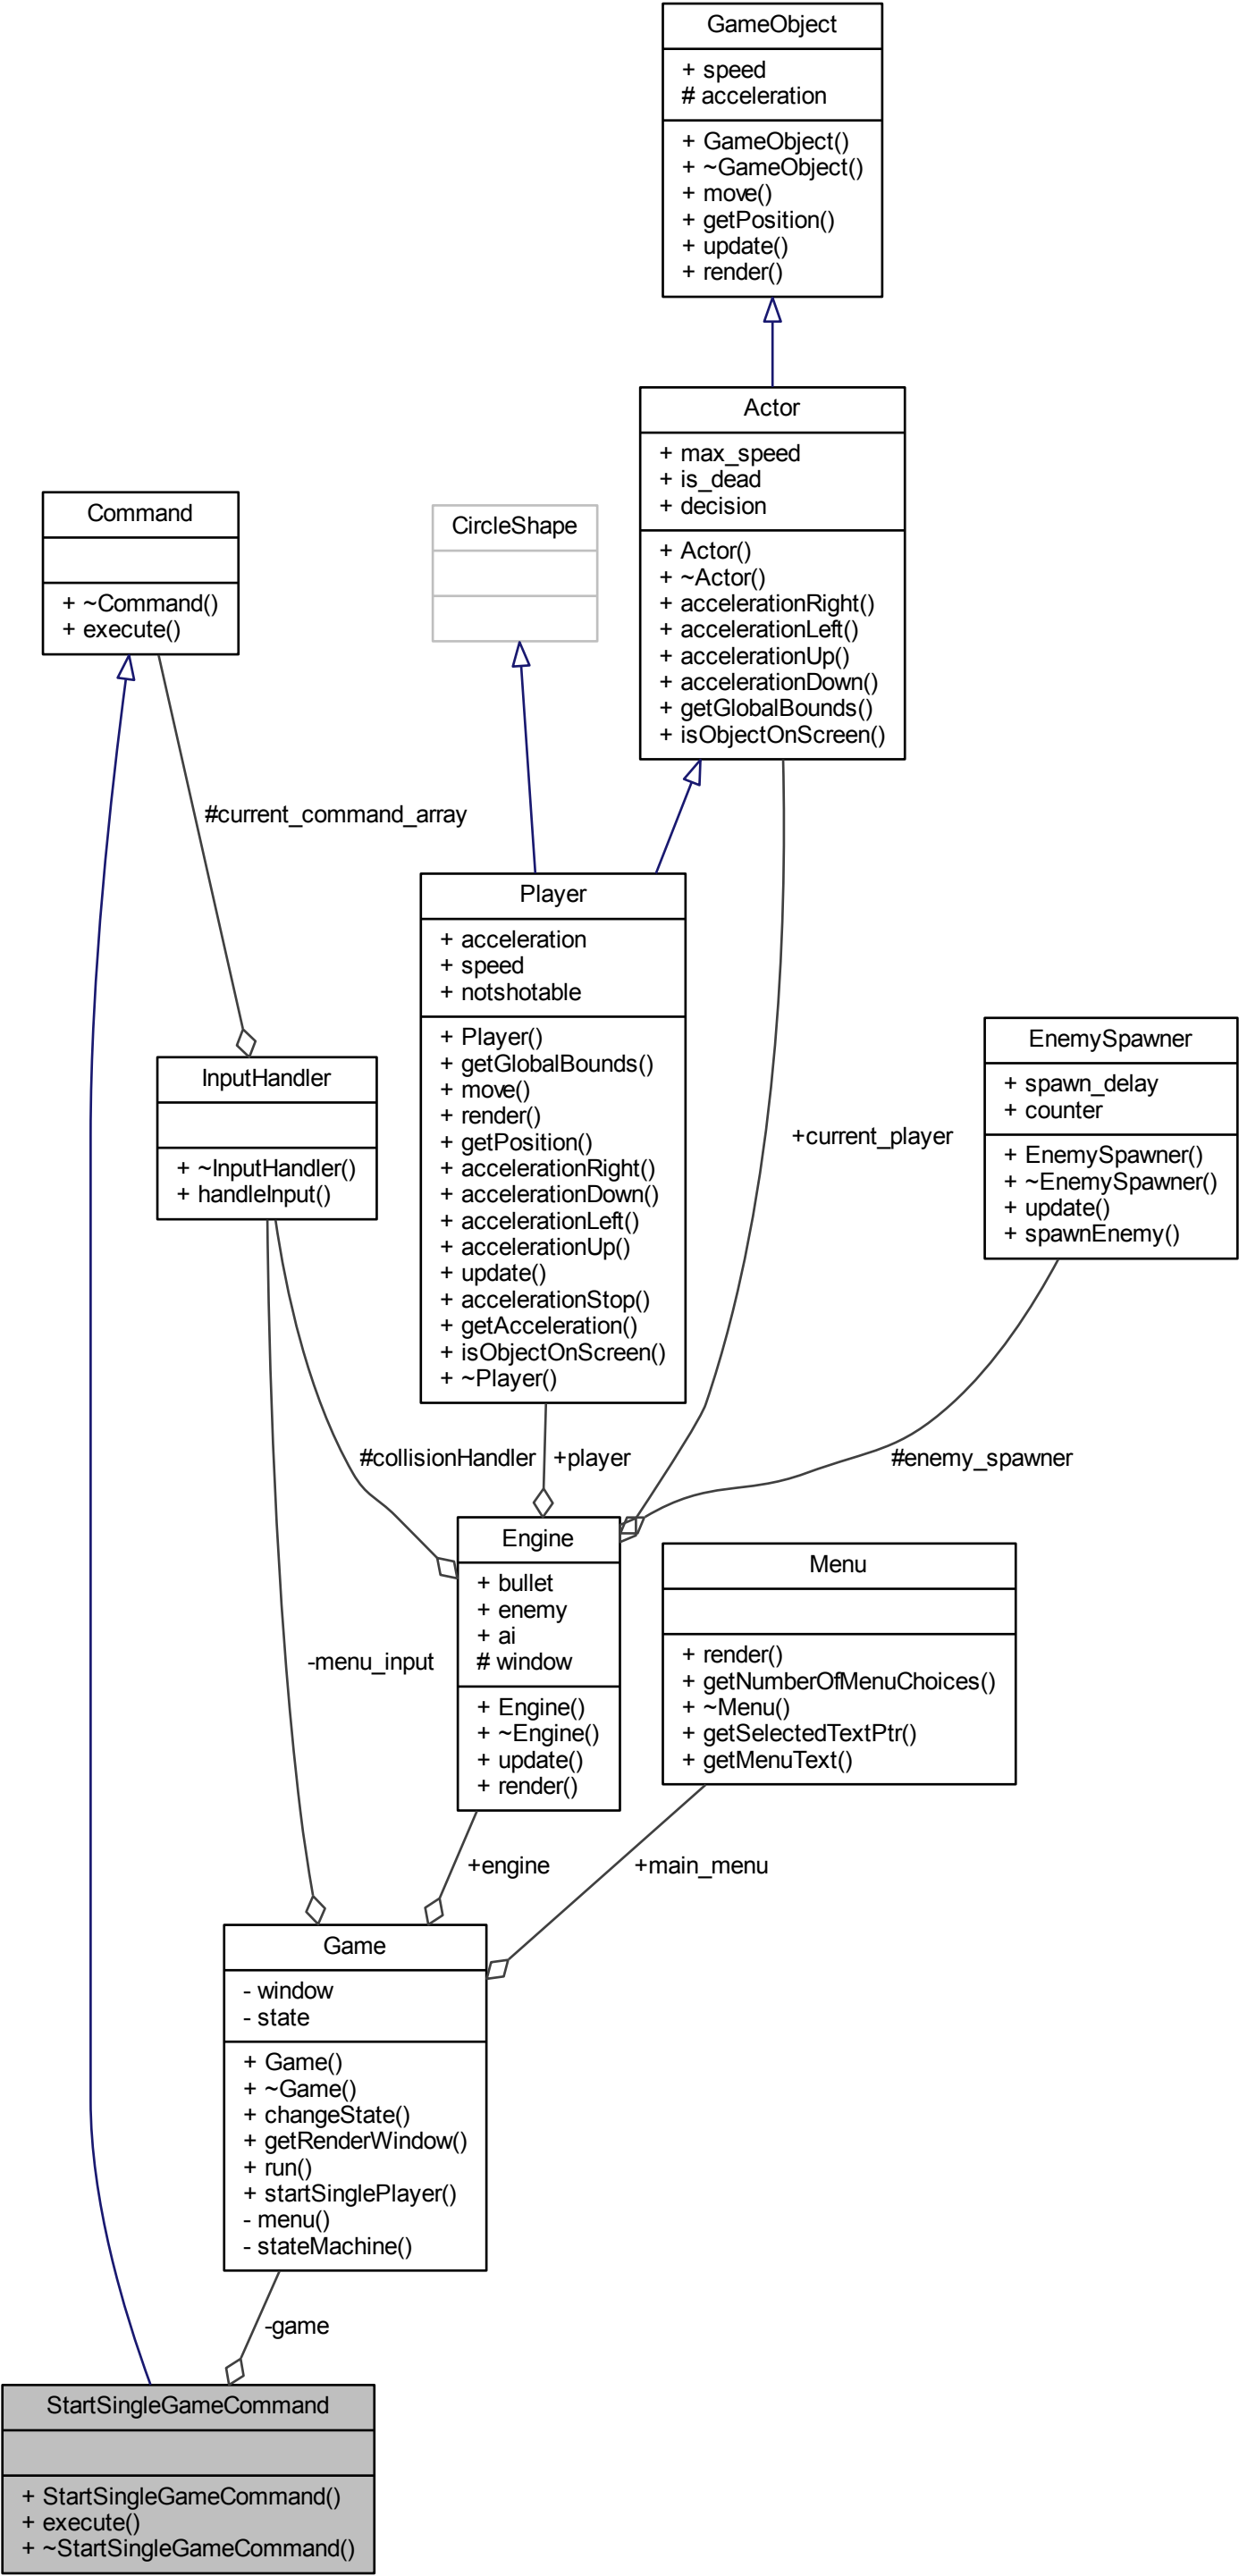 GameObject
+ speed
# acceleration
+ GameObject()
+ ~GameObject()
+ move()
+ getPosition()
+ update()
+ render()
Actor
+ max_speed
+ is_dead
+ decision
+ Actor()
+ ~Actor()
+ accelerationRight()
+ accelerationLeft()
+ accelerationUp()
+ accelerationDown()
+ getGlobalBounds()
+ isObjectOnScreen()
Command
+ ~Command()
+ execute()
CircleShape
#current_command_array
Player
+ acceleration
+ speed
+ notshotable
+ Player()
+ getGlobalBounds()
+ move()
+ render()
+ getPosition()
+ accelerationRight()
+ accelerationDown()
+ accelerationLeft()
+ accelerationUp()
+ update()
+ accelerationStop()
+ getAcceleration()
+ isObjectOnScreen()
+ ~Player()
InputHandler
+ ~InputHandler()
+ handleInput()
+current_player
EnemySpawner
+ spawn_delay
+ counter
+ EnemySpawner()
+ ~EnemySpawner()
+ update()
+ spawnEnemy()
#collisionHandler
+player
#enemy_spawner
Engine
+ bullet
+ enemy
+ ai
# window
+ Engine()
+ ~Engine()
+ update()
+ render()
Menu
+ render()
+ getNumberOfMenuChoices()
+ ~Menu()
+ getSelectedTextPtr()
+ getMenuText()
-menu_input
+engine
+main_menu
Game
- window
- state
+ Game()
+ ~Game()
+ changeState()
+ getRenderWindow()
+ run()
+ startSinglePlayer()
- menu()
- stateMachine()
-game
StartSingleGameCommand
+ StartSingleGameCommand()
+ execute()
+ ~StartSingleGameCommand()